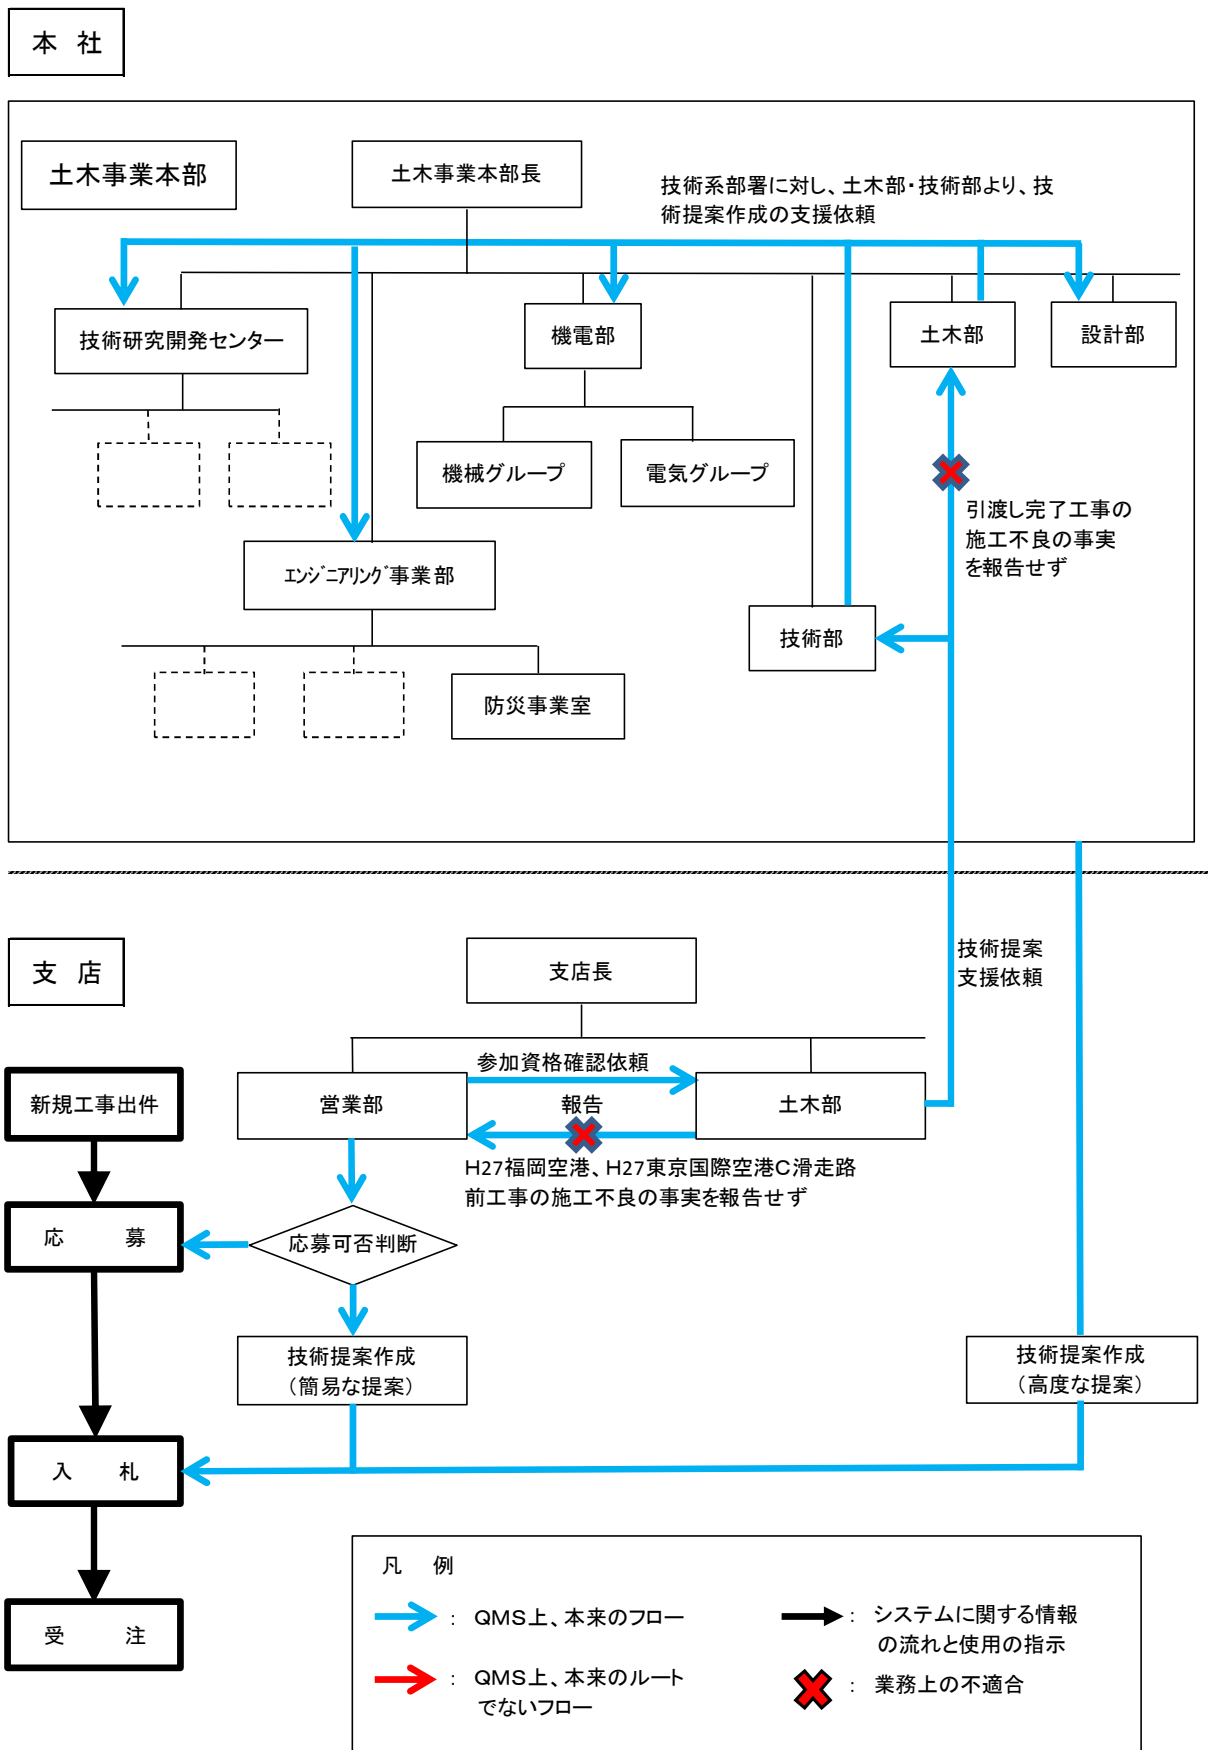 本 社
土木事業本部
土木事業本部長
技術系部署に対し、土木部・技術部より、技
術提案作成の支援依頼
技術研究開発センター
機電部
土木部
設計部
機械グループ
電気グループ
引渡し完了工事の
施工不良の事実
を報告せず
エンジニアリング事業部
技術部
防災事業室
支 店
支店長
技術提案
支援依頼
参加資格確認依頼
新規工事出件
営業部
報告
土木部
H27福岡空港、H27東京国際空港C滑走路
前工事の施工不良の事実を報告せず
応 募
応募可否判断
技術提案作成
（簡易な提案）
技術提案作成
（高度な提案）
入 札
受 注
凡 例
： QMS上、本来のフロー
： システムに関する情報
の流れと使用の指示
： QMS上、本来のルート
でないフロー
： 業務上の不適合